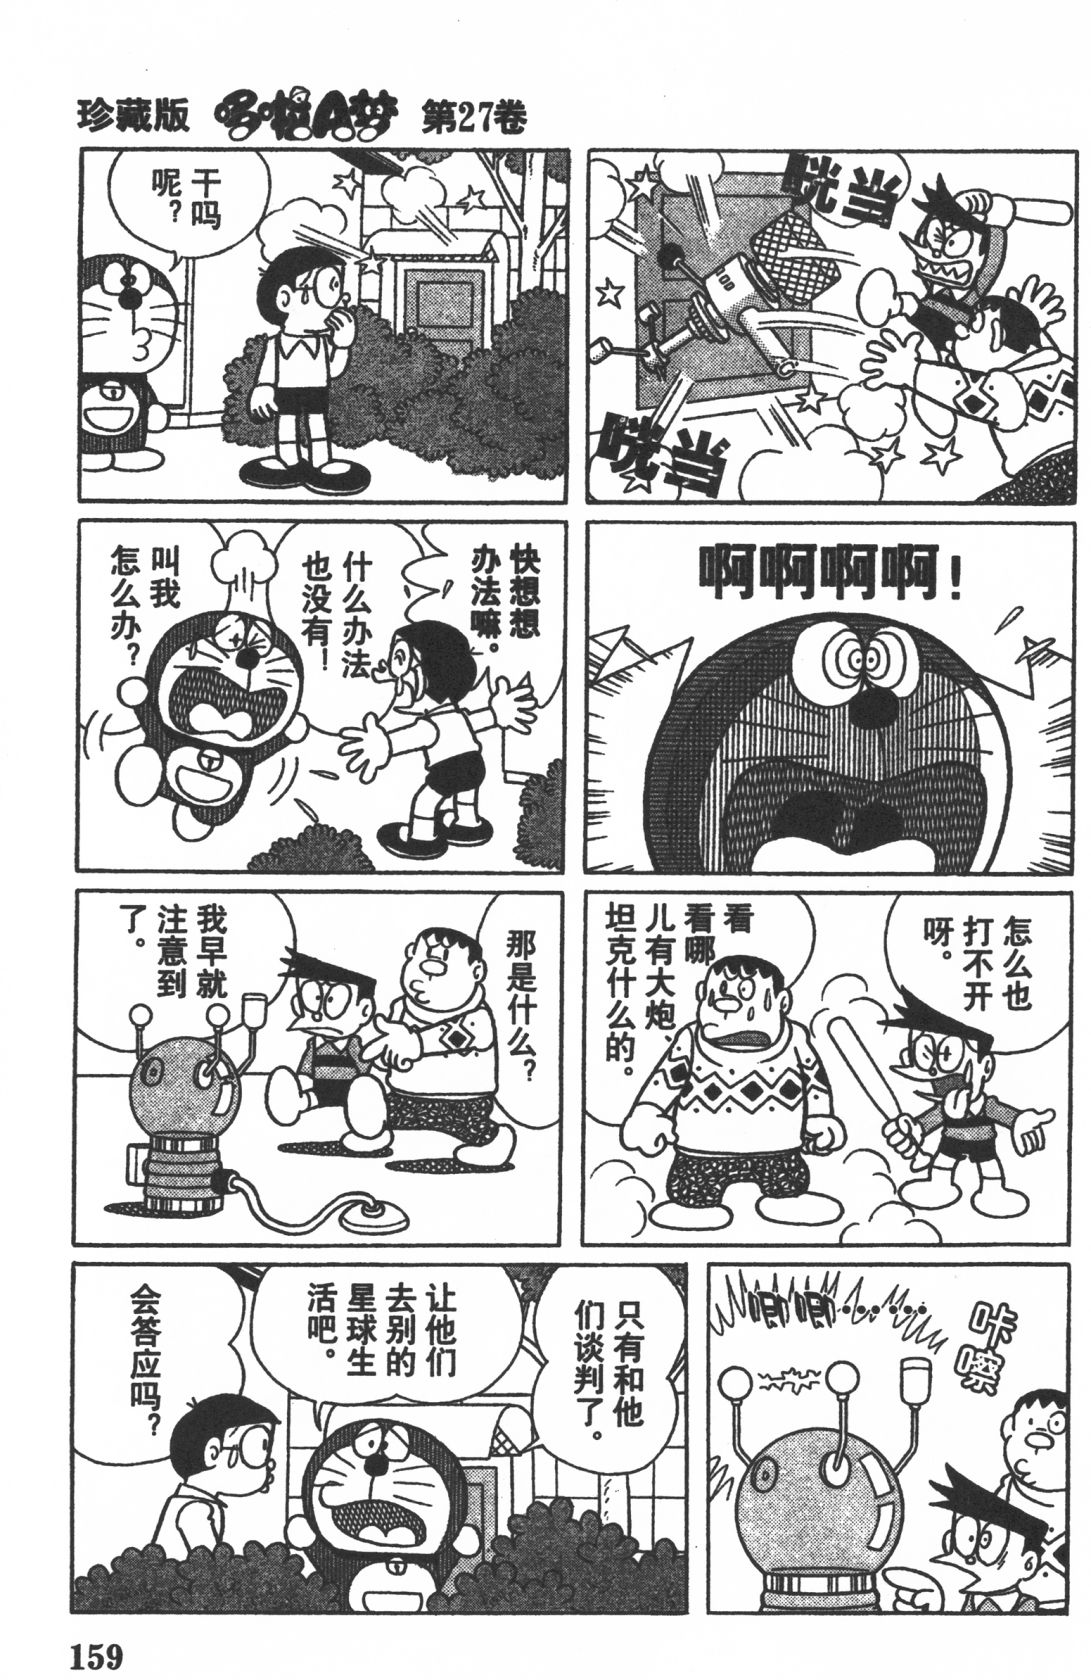 珍藏版 哆啦A梦 第27卷
咣当
咣当
干吗
呢?
啊啊啊啊!
快想想
办法嘛。
什么办法
也没有!
叫我
怎么办?
怎么也
打不开
呀。
看
看哪
儿有大炮、
坦克什么的。
那是什么?
我早就
注意到
了。
咔嚓
唧唧……
只有和他
们谈判了。
让他们
去别的
星球生
活吧。
会答应吗?
159